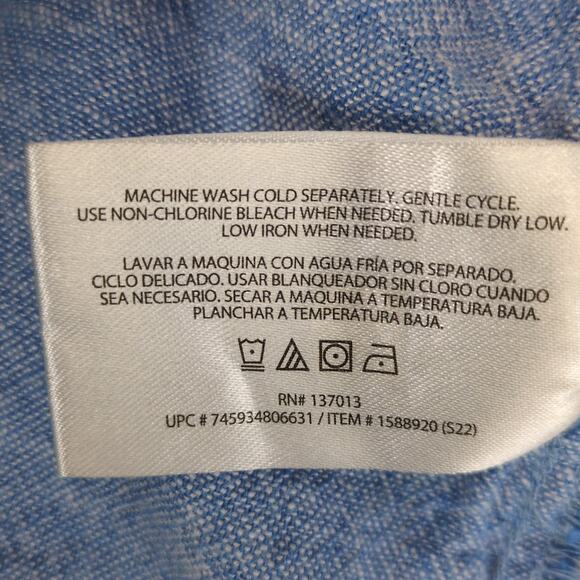 MACHINE WASH COLD SEPARATELY. GENTLE CYCLE.
USE NON-CHLORINE BLEACH WHEN NEEDED. TUMBLE DRY LOW.
LOW IRON WHEN NEEDED.
LAVAR A MAQUINA CON AGUA FRÍA POR SEPARADO.
CICLO DELICADO. USAR BLANQUEADOR SIN CLORO CUANDO
SEA NECESARIO. SECAR A MAQUINA A TEMPERATURA BAJA.
PLANCHAR A TEMPERATURA BAJA.
RN# 137013
UPC # 745934806631 / ITEM # 1588920 (S22)